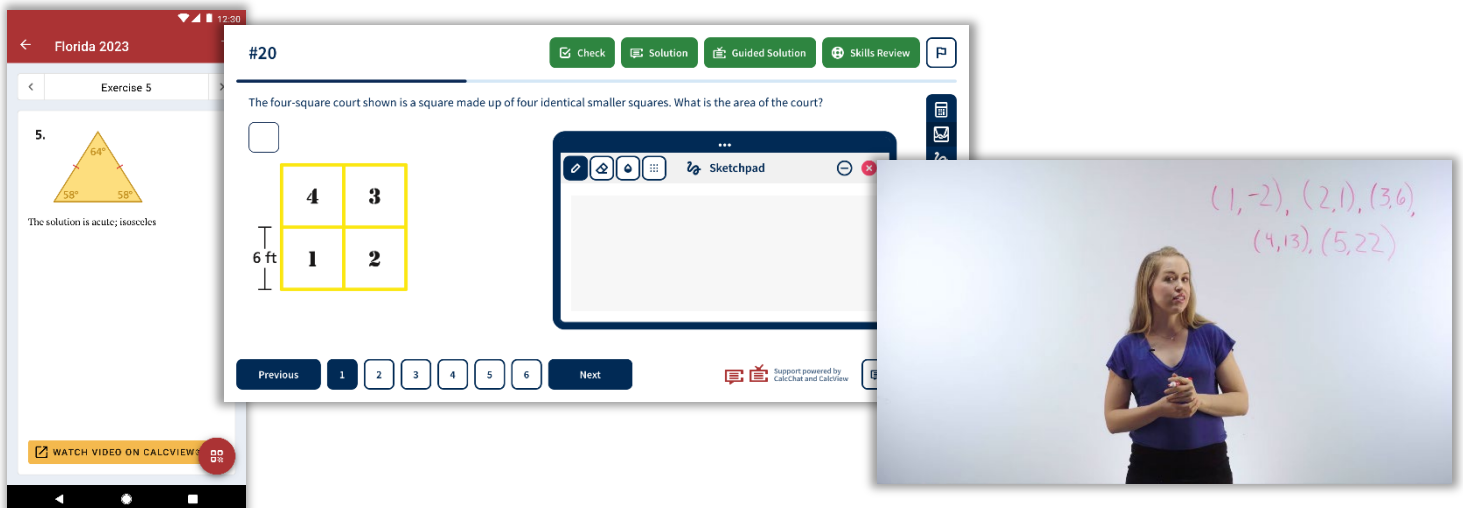 12:30
Florida 2023
Exercise 5
5.
64°
58° 58°
The solution is acute; isosceles
WATCH VIDEO ON CALCVIEW
#20
Check Solution Guided Solution Skills Review
The four-square court shown is a square made up of four identical smaller squares. What is the area of the court?
4 3
6 ft 1 2
Sketchpad
Previous 1 2 3 4 5 6 Next
Support powered by
CalcChat and CalcView
(1,-2), (2,1), (3,6),
(4,13), (5,22)